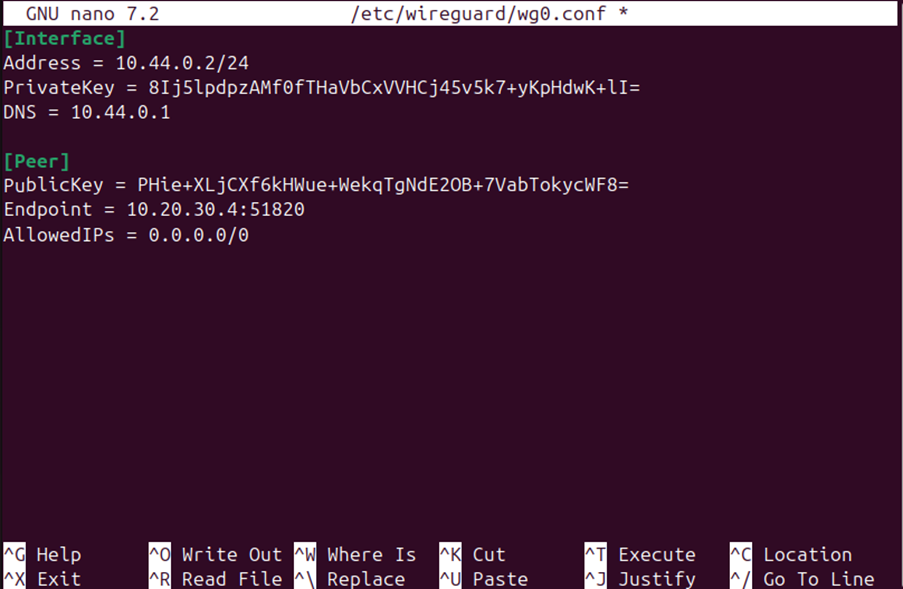 GNU nano 7.2 /etc/wireguard/wg0.conf *
[Interface]
Address = 10.44.0.2/24
PrivateKey = 8Ij5lpdpzAMf0fTHaVbCxVVHCj45v5k7+yKpHdwK+lI=
DNS = 10.44.0.1
[Peer]
PublicKey = PHie+XLjCXf6kHWue+WekqTgNdE2OB+7VabTokycWF8=
Endpoint = 10.20.30.4:51820
AllowedIPs = 0.0.0.0/0
^G Help ^O Write Out ^W Where Is ^K Cut ^T Execute ^C Location
^X Exit ^R Read File ^\ Replace ^U Paste ^J Justify ^/ Go To Line